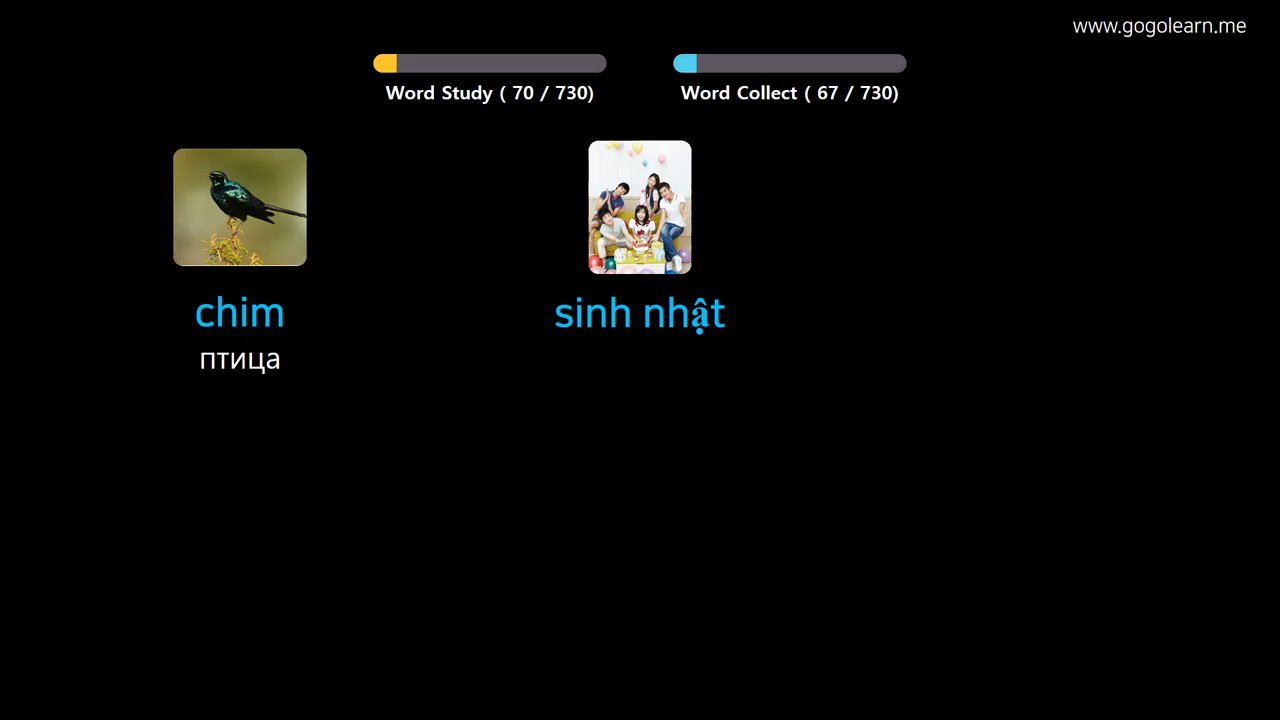 www.gogolearn.me
Word Study ( 70 / 730)
Word Collect ( 67 / 730)
chim
sinh nhật
птица